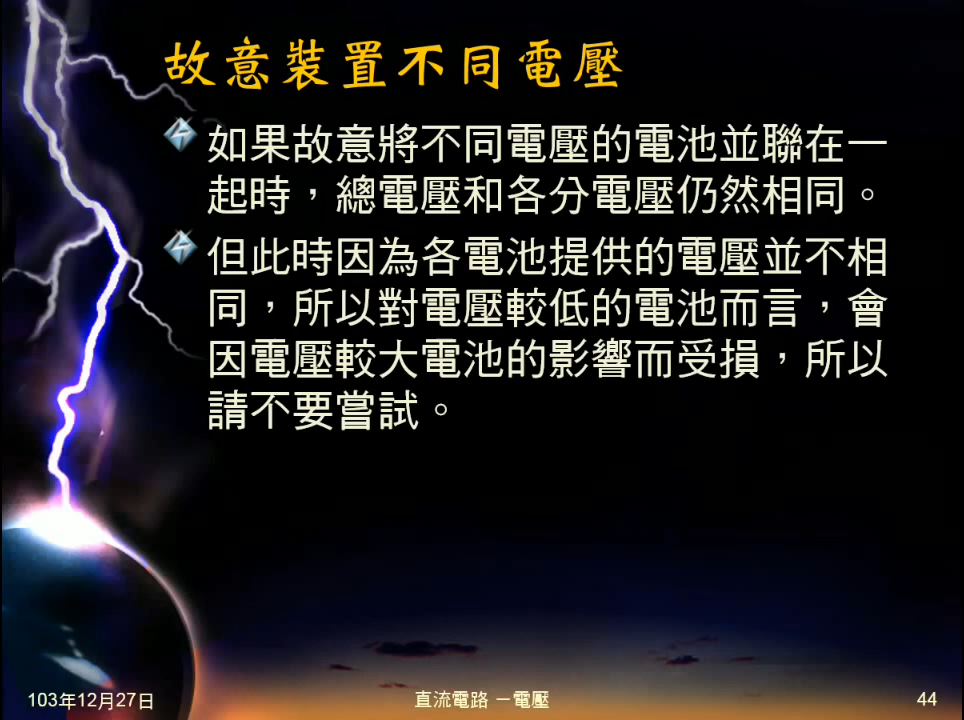 故意裝置不同電壓
如果故意將不同電壓的電池並聯在一
起時，總電壓和各分電壓仍然相同。
但此時因為各電池提供的電壓並不相
同，所以對電壓較低的電池而言，會
因電壓較大電池的影響而受損，所以
請不要嘗試。
103年12月27日
直流電路 －電壓
44